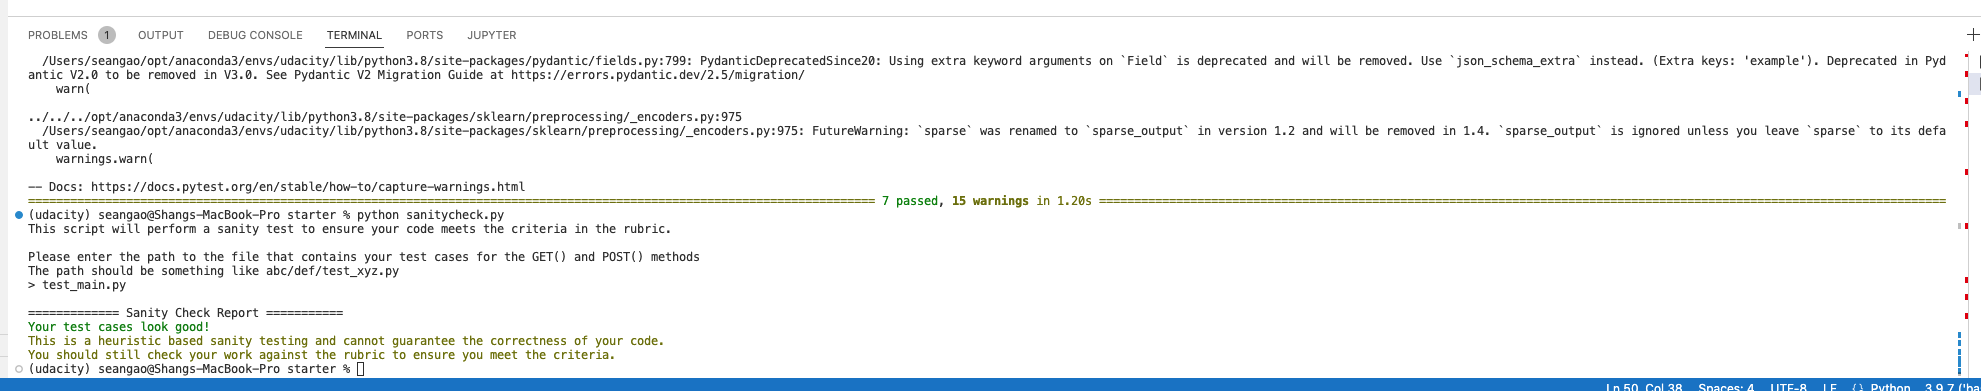 PROBLEMS 1 OUTPUT DEBUG CONSOLE TERMINAL PORTS JUPYTER
/Users/seangao/opt/anaconda3/envs/udacity/lib/python3.8/site-packages/pydantic/fields.py:799: PydanticDeprecatedSince20: Using extra keyword arguments on `Field` is deprecated and will be removed. Use `json_schema_extra` instead. (Extra keys: 'example'). Deprecated in Pyd
antic V2.0 to be removed in V3.0. See Pydantic V2 Migration Guide at https://errors.pydantic.dev/2.5/migration/
warn(
../../../opt/anaconda3/envs/udacity/lib/python3.8/site-packages/sklearn/preprocessing/_encoders.py:975
/Users/seangao/opt/anaconda3/envs/udacity/lib/python3.8/site-packages/sklearn/preprocessing/_encoders.py:975: FutureWarning: `sparse` was renamed to `sparse_output` in version 1.2 and will be removed in 1.4. `sparse_output` is ignored unless you leave `sparse` to its defa
ult value.
warnings.warn(
-- Docs: https://docs.pytest.org/en/stable/how-to/capture-warnings.html
7 passed, 15 warnings in 1.20s
(udacity) seangao@Shangs-MacBook-Pro starter % python sanitycheck.py
This script will perform a sanity test to ensure your code meets the criteria in the rubric.
Please enter the path to the file that contains your test cases for the GET() and POST() methods
The path should be something like abc/def/test_xyz.py
> test_main.py
============= Sanity Check Report ===========
Your test cases look good!
This is a heuristic based sanity testing and cannot guarantee the correctness of your code.
You should still check your work against the rubric to ensure you meet the criteria.
(udacity) seangao@Shangs-MacBook-Pro starter %
Ln 50, Col 38 Spaces: 4 UTF-8 LF {} Python 3.9.7 ('ba